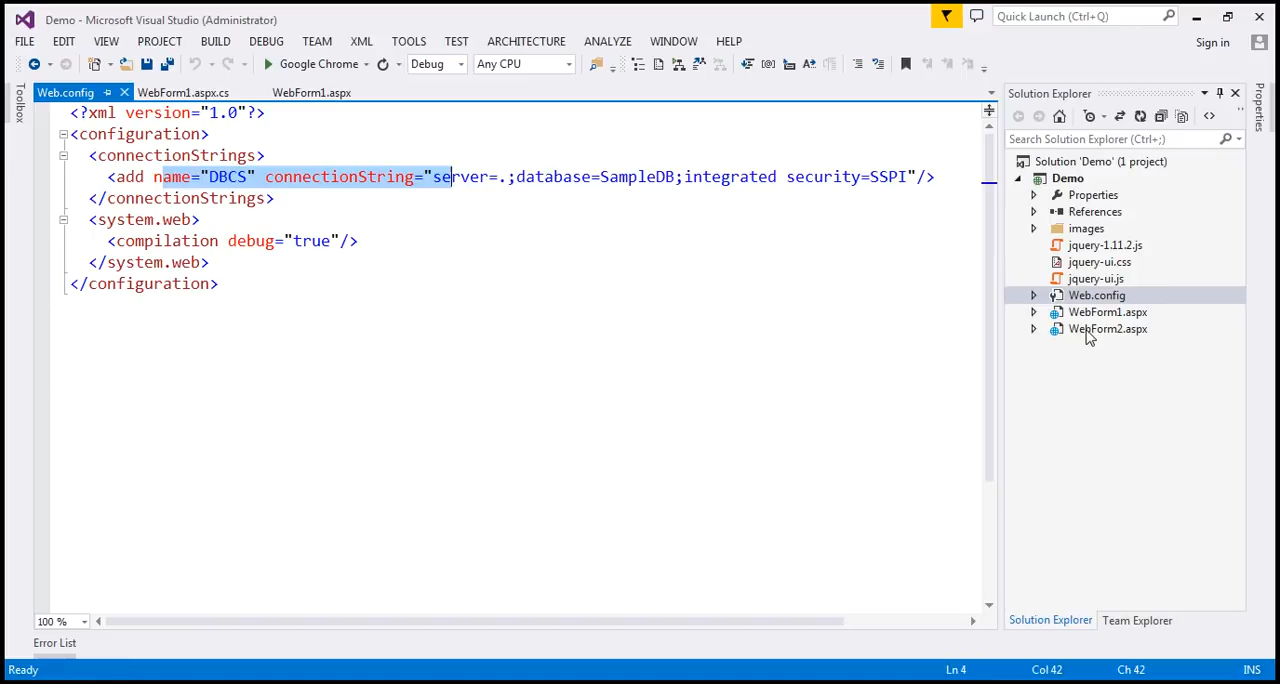 Demo - Microsoft Visual Studio (Administrator)
Quick Launch (Ctrl+Q)
FILE EDIT VIEW PROJECT BUILD DEBUG TEAM XML TOOLS TEST ARCHITECTURE ANALYZE WINDOW HELP
Sign in
Google Chrome Debug Any CPU
Toolbox
Web.config WebForm1.aspx.cs WebForm1.aspx
<?xml version="1.0"?>
<configuration>
<connectionStrings>
<add name="DBCS" connectionString="server=.;database=SampleDB;integrated security=SSPI"/>
</connectionStrings>
<system.web>
<compilation debug="true"/>
</system.web>
</configuration>
100 %
Error List
Solution Explorer
Search Solution Explorer (Ctrl+;)
Solution 'Demo' (1 project)
Demo
Properties
References
images
jquery-1.11.2.js
jquery-ui.css
jquery-ui.js
Web.config
WebForm1.aspx
WebForm2.aspx
Solution Explorer Team Explorer
Properties
Ready Ln 4 Col 42 Ch 42 INS